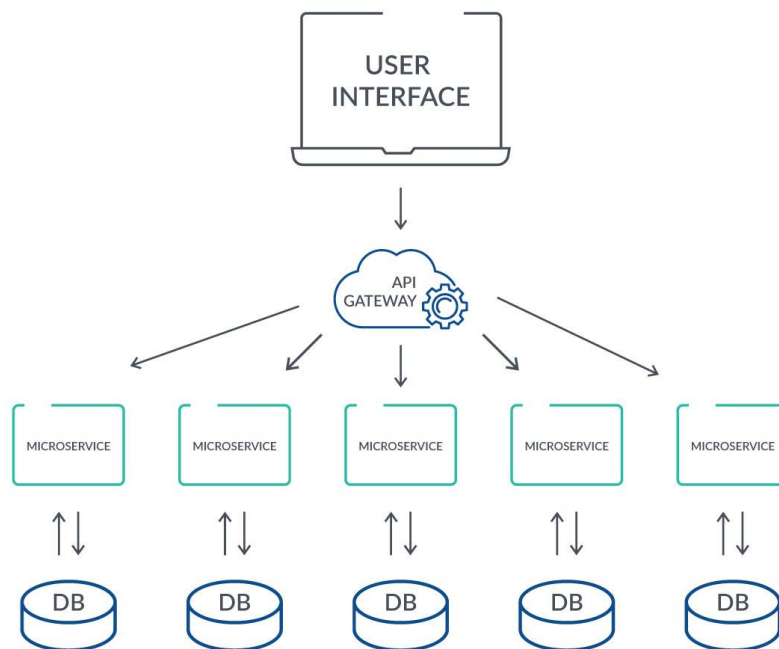 USER
INTERFACE
API
GATEWAY
MICROSERVICE
MICROSERVICE
MICROSERVICE
MICROSERVICE
MICROSERVICE
DB
DB
DB
DB
DB